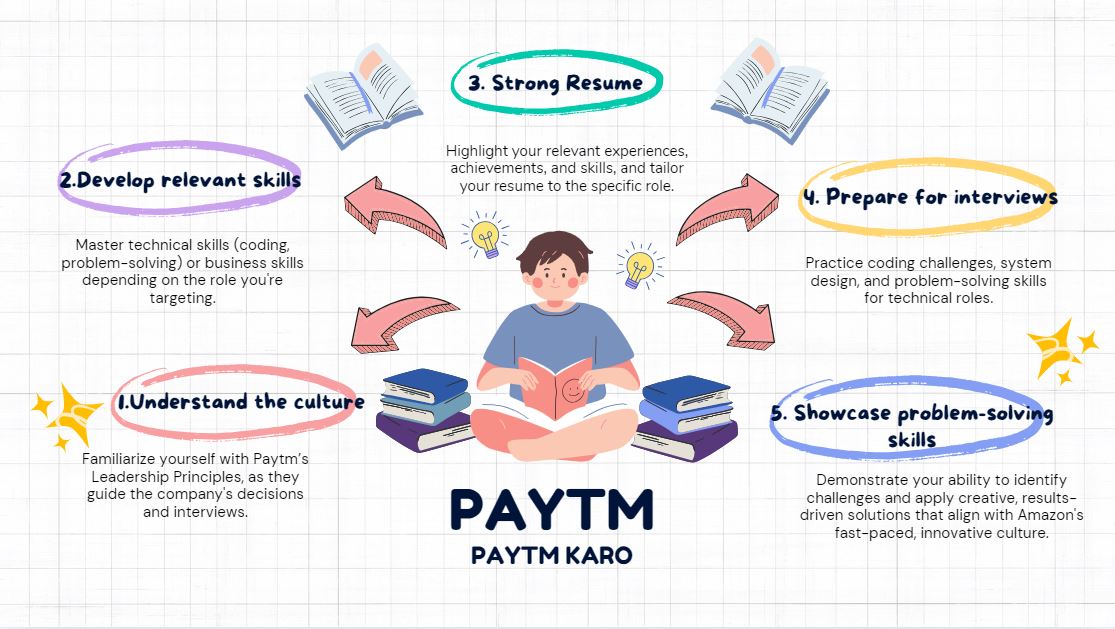 3. Strong Resume
Highlight your relevant experiences,
achievements, and skills, and tailor
your resume to the specific role.
2.Develop relevant skills
Master technical skills (coding,
problem-solving) or business skills
depending on the role you're
targeting.
4. Prepare for interviews
Practice coding challenges, system
design, and problem-solving skills
for technical roles.
1.Understand the culture
Familiarize yourself with Paytm's
Leadership Principles, as they
guide the company's decisions
and interviews.
5. Showcase problem-solving
skills
Demonstrate your ability to identify
challenges and apply creative, results-
driven solutions that align with Amazon's
fast-paced, innovative culture.
PAYTM
PAYTM KARO